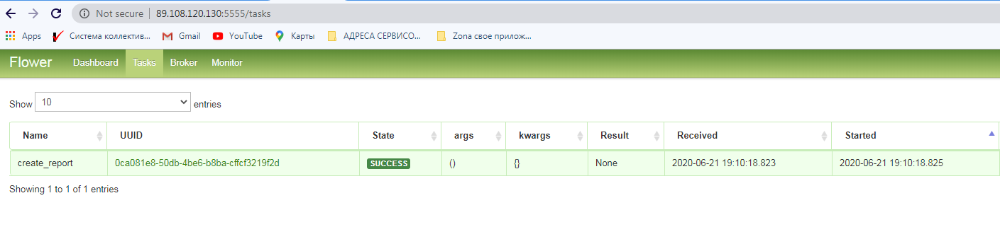 Not secure | 89.108.120.130:5555/tasks
Apps Система коллектив... Gmail YouTube Карты АДРЕСА СЕРВИСО... Zona свое прилож...
Flower Dashboard Tasks Broker Monitor
Show 10 entries
Name UUID State args kwargs Result Received Started
create_report 0ca081e8-50db-4be6-b8ba-cffcf3219f2d SUCCESS () {} None 2020-06-21 19:10:18.823 2020-06-21 19:10:18.825
Showing 1 to 1 of 1 entries